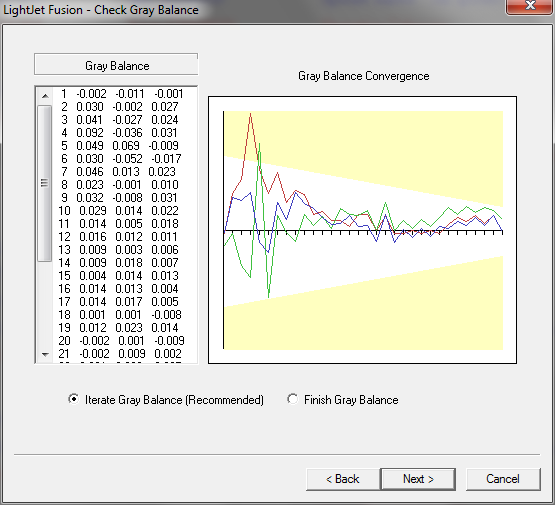 LightJet Fusion - Check Gray Balance
Gray Balance
Gray Balance Convergence
1 -0.002 -0.011 -0.001
2 0.030 -0.002 0.027
3 0.041 -0.027 0.024
4 0.092 -0.036 0.031
5 0.049 0.069 -0.009
6 0.030 -0.052 -0.017
7 0.046 0.013 0.023
8 0.023 -0.001 0.010
9 0.032 -0.008 0.031
10 0.029 0.014 0.022
11 0.014 0.005 0.018
12 0.016 0.012 0.011
13 0.009 0.003 0.006
14 0.009 0.018 0.007
15 0.004 0.014 0.013
16 0.014 0.013 0.004
17 0.014 0.017 0.005
18 0.001 0.001 -0.008
19 0.012 0.023 0.014
20 -0.002 0.001 -0.009
21 -0.002 0.009 0.002
Iterate Gray Balance (Recommended)
Finish Gray Balance
< Back
Next >
Cancel